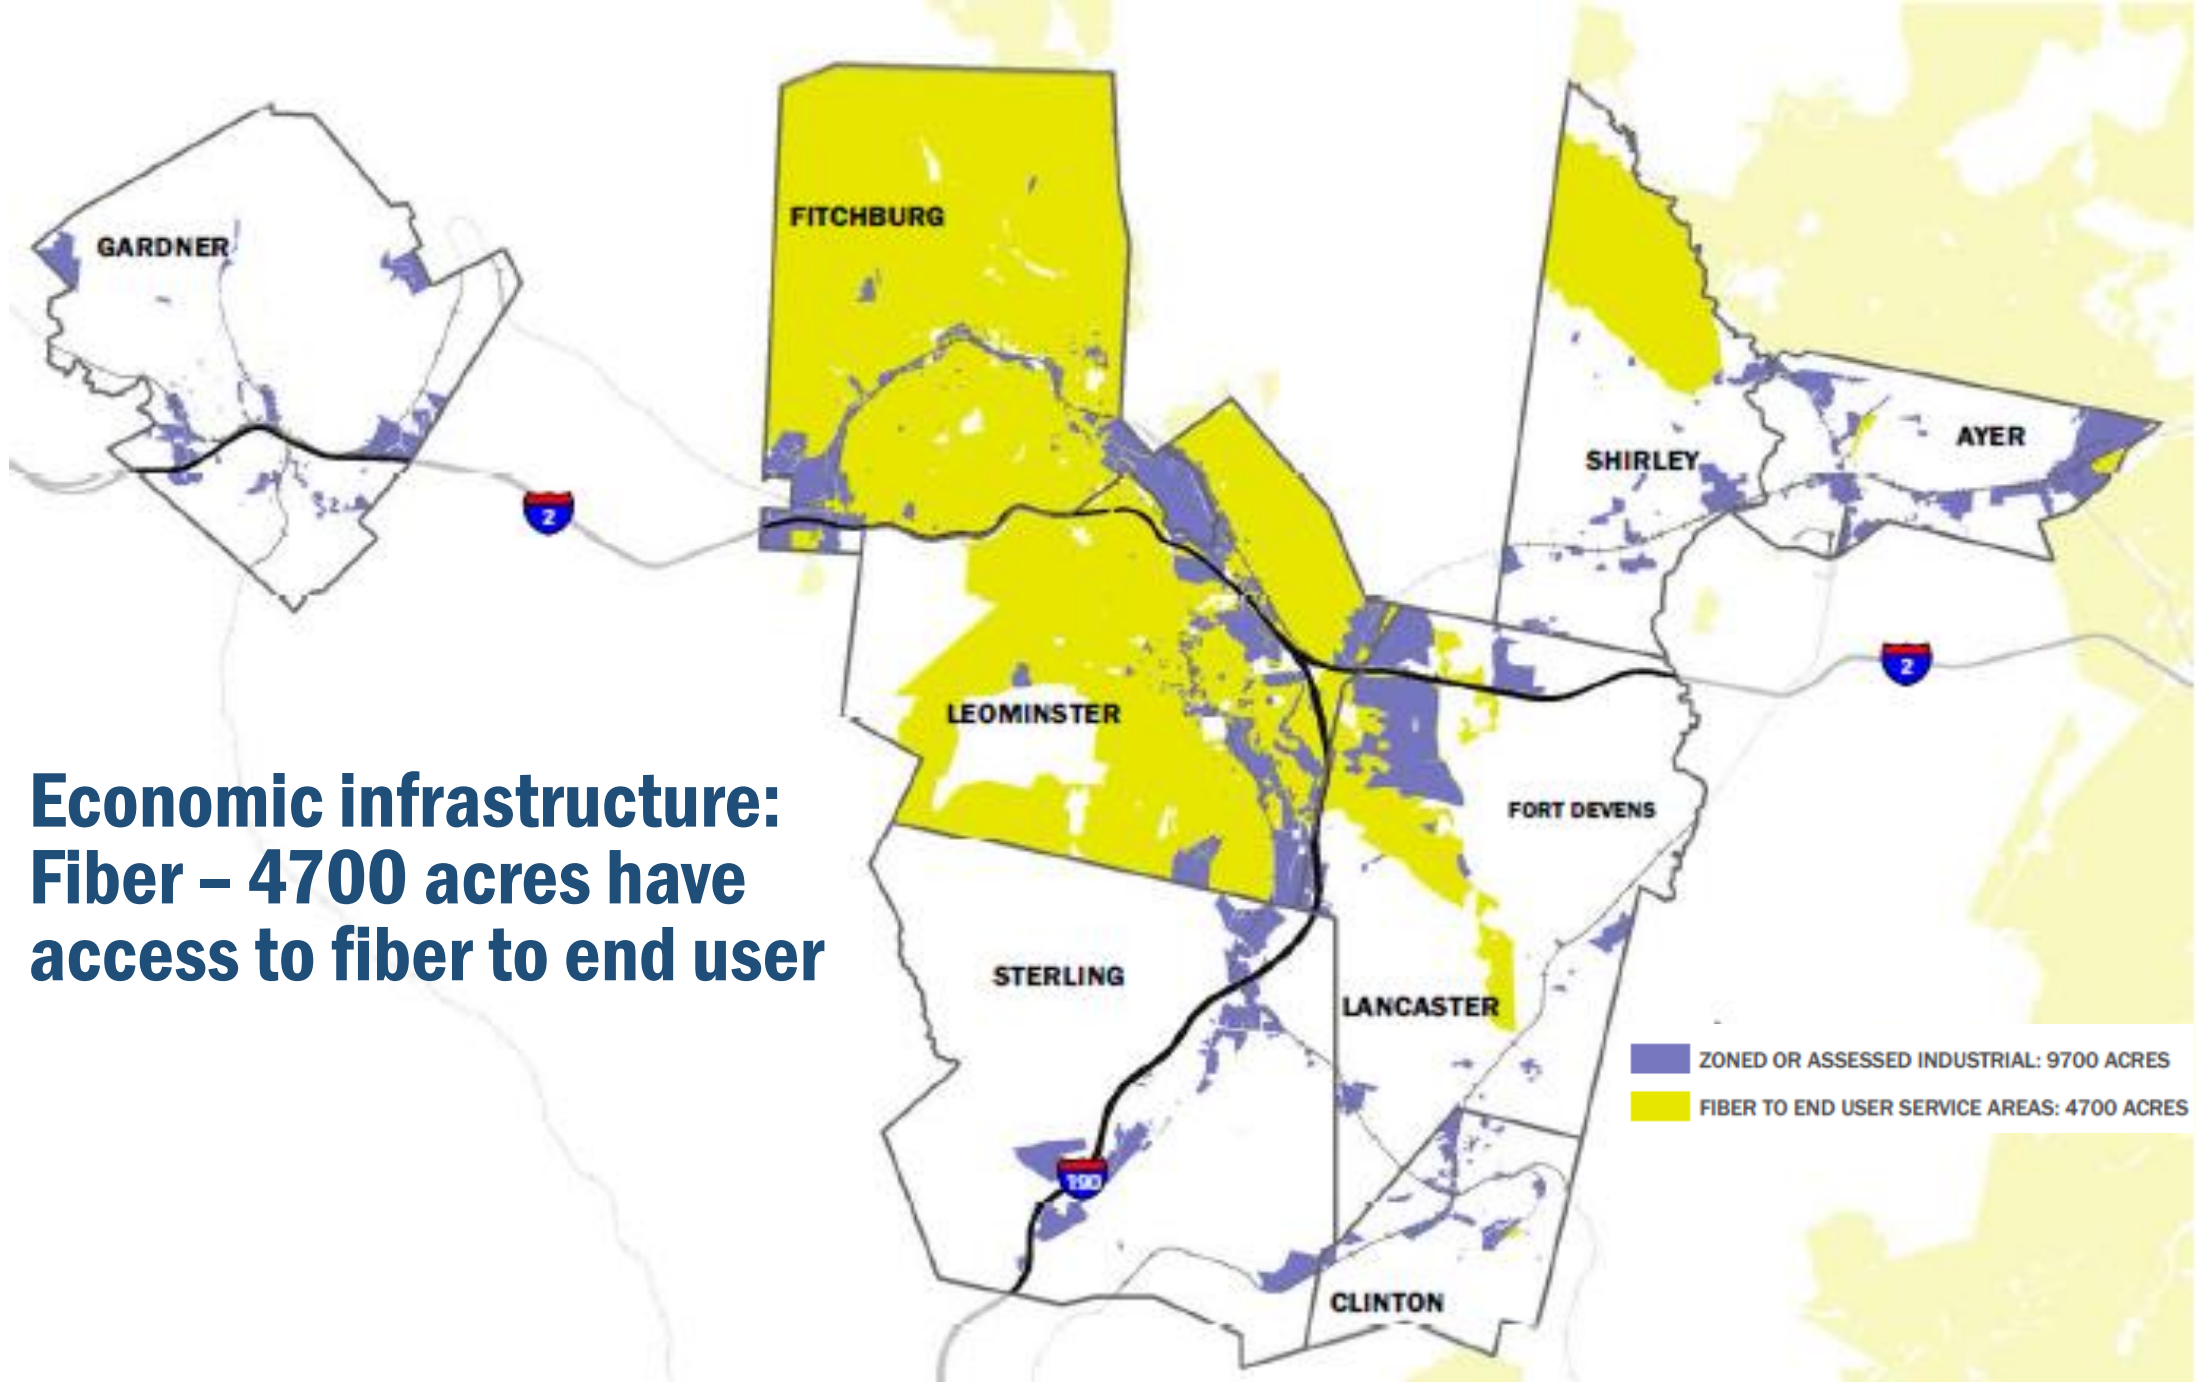 FITCHBURG
GARDNER
AYER
SHIRLEY
2
2
LEOMINSTER
Economic infrastructure:
Fiber – 4700 acres have
access to fiber to end user
FORT DEVENS
STERLING
LANCASTER
ZONED OR ASSESSED INDUSTRIAL: 9700 ACRES
FIBER TO END USER SERVICE AREAS: 4700 ACRES
190
CLINTON